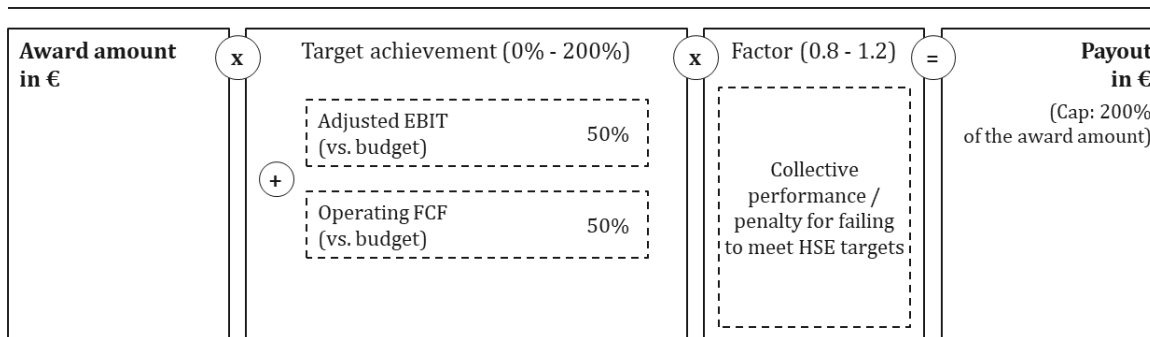 Award amount
in €
x
Target achievement (0% - 200%)
Adjusted EBIT
(vs. budget)
50%
+
Operating FCF
(vs. budget)
50%
x
Factor (0.8 - 1.2)
Collective
performance /
penalty for failing
to meet HSE targets
=
Payout
in €
(Cap: 200%
of the award amount)